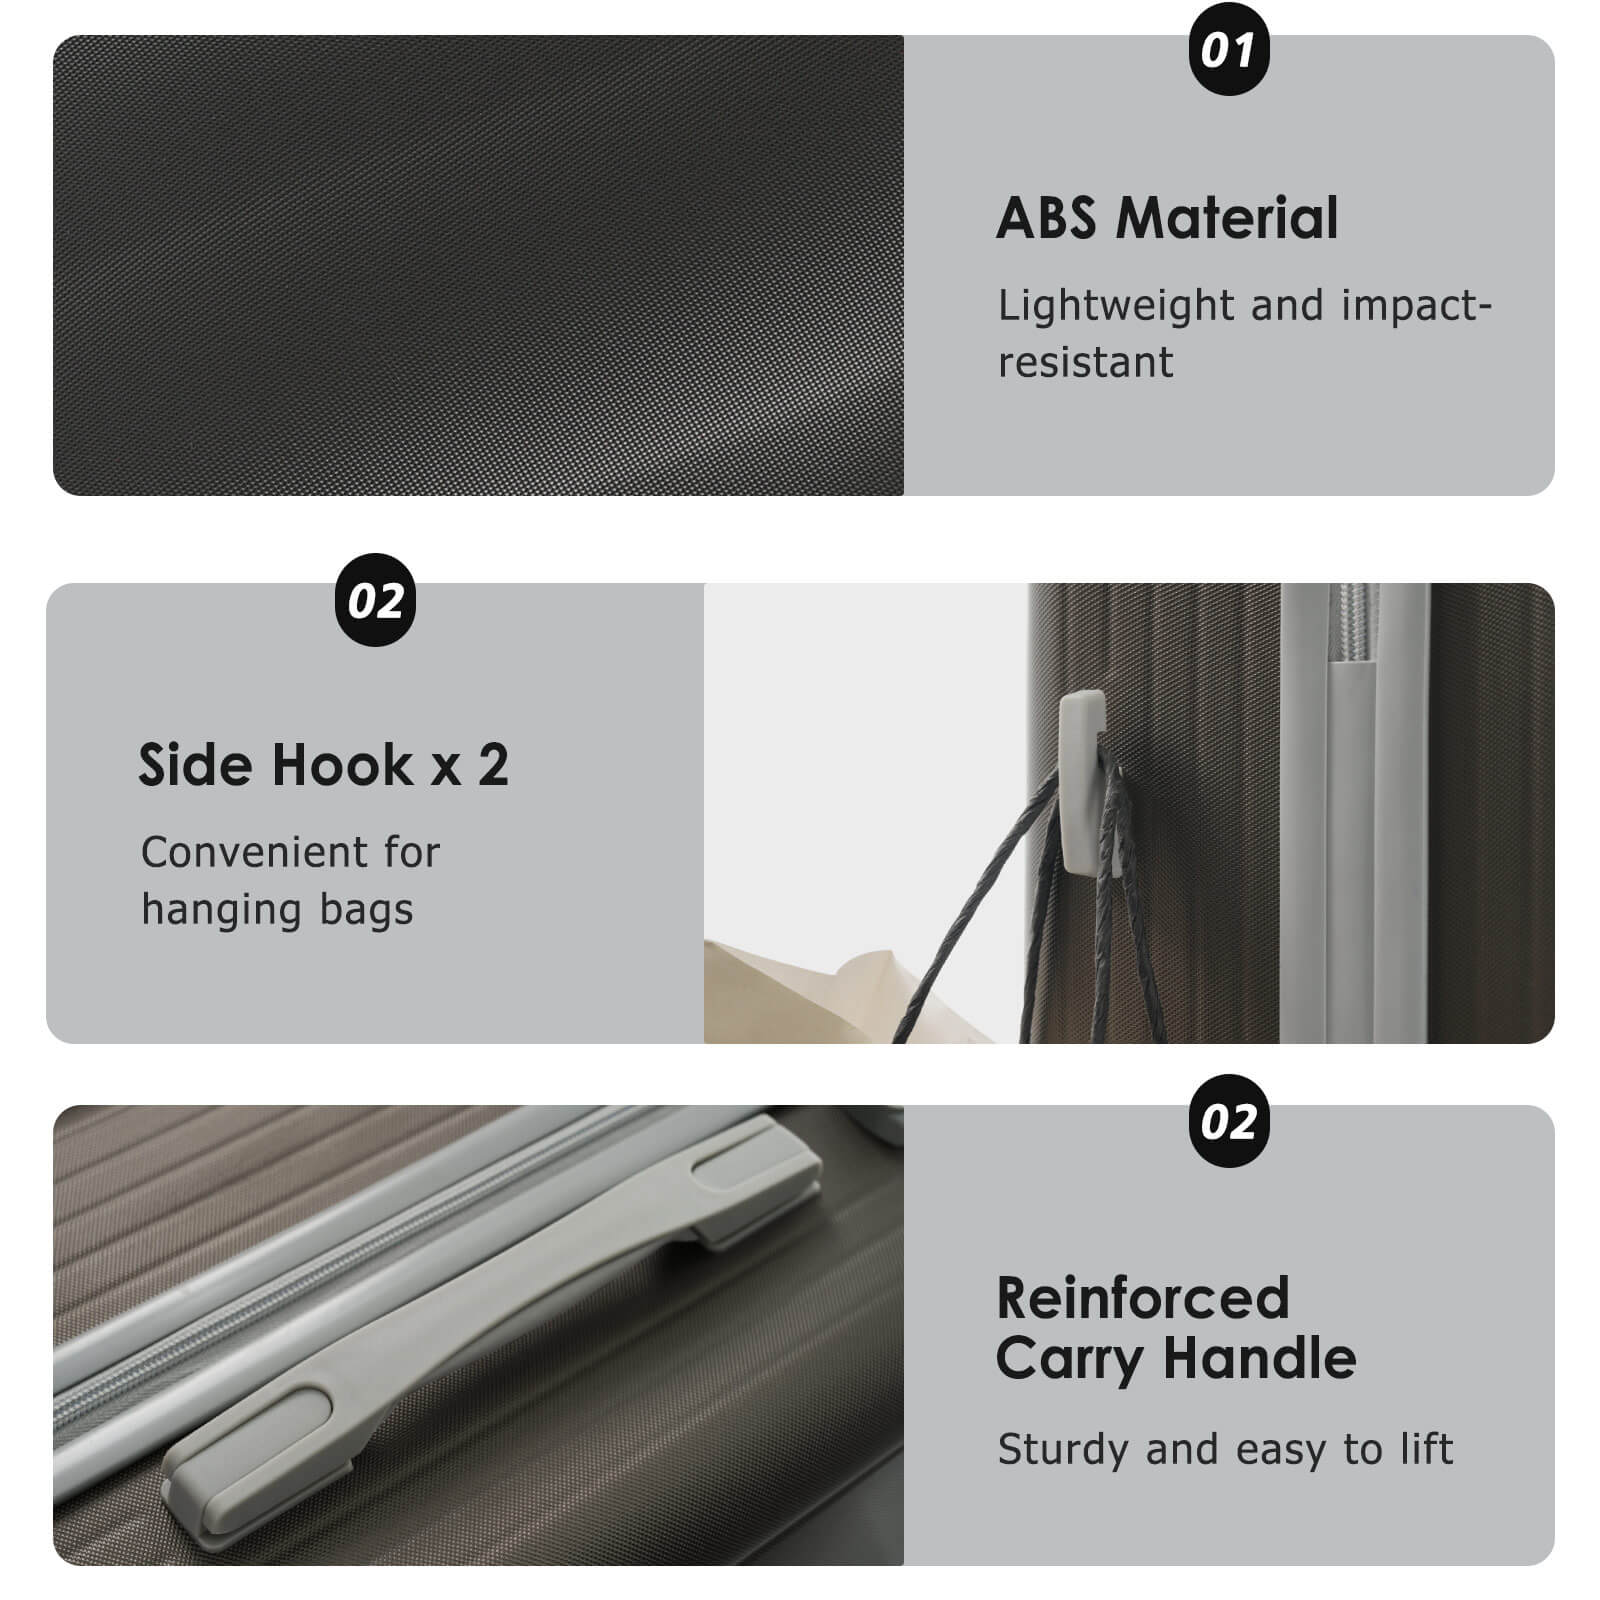 01
ABS Material
Lightweight and impact-
resistant
02
Side Hook x 2
Convenient for
hanging bags
02
Reinforced
Carry Handle
Sturdy and easy to lift